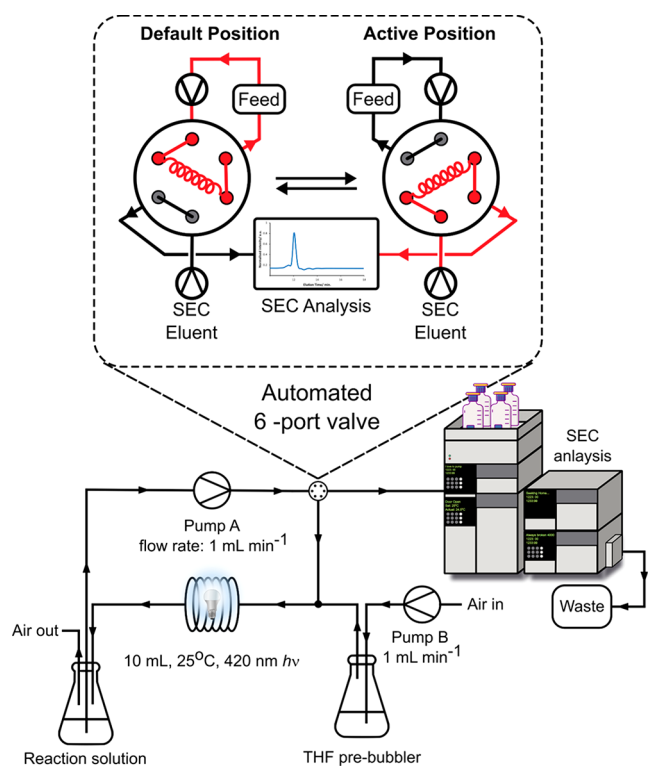 Default Position
Active Position
Feed
Feed
SEC
Eluent
SEC Analysis
SEC
Eluent
Automated
6 -port valve
SEC
anlaysis
Pump A
flow rate: 1 mL min-1
Air in
Waste
Pump B
1 mL min-1
Air out
10 mL, 25°C, 420 nm hν
Reaction solution
THF pre-bubbler